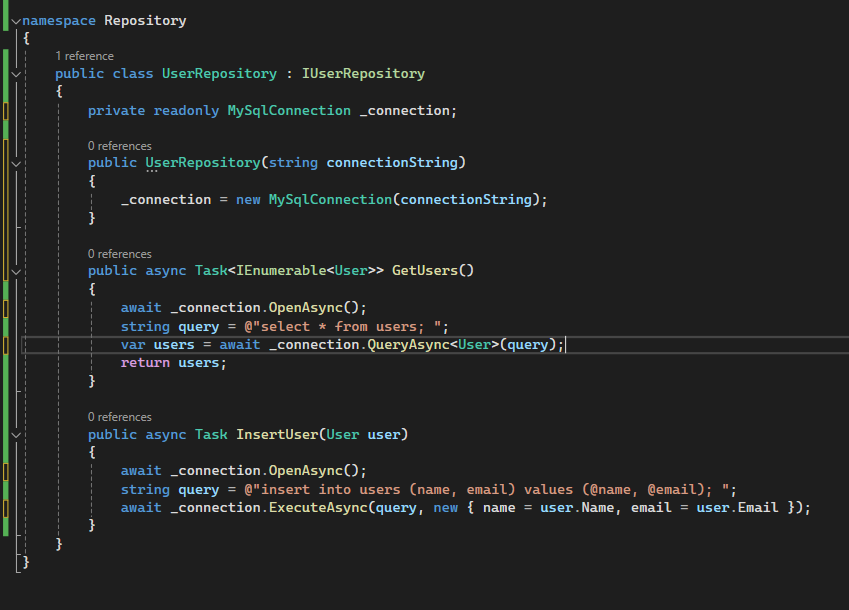 namespace Repository
{
1 reference
public class UserRepository : IUserRepository
{
private readonly MySqlConnection _connection;
0 references
public UserRepository(string connectionString)
{
_connection = new MySqlConnection(connectionString);
}
0 references
public async Task<IEnumerable<User>> GetUsers()
{
await _connection.OpenAsync();
string query = @"select * from users; ";
var users = await _connection.QueryAsync<User>(query);
return users;
}
0 references
public async Task InsertUser(User user)
{
await _connection.OpenAsync();
string query = @"insert into users (name, email) values (@name, @email); ";
await _connection.ExecuteAsync(query, new { name = user.Name, email = user.Email });
}
}
}